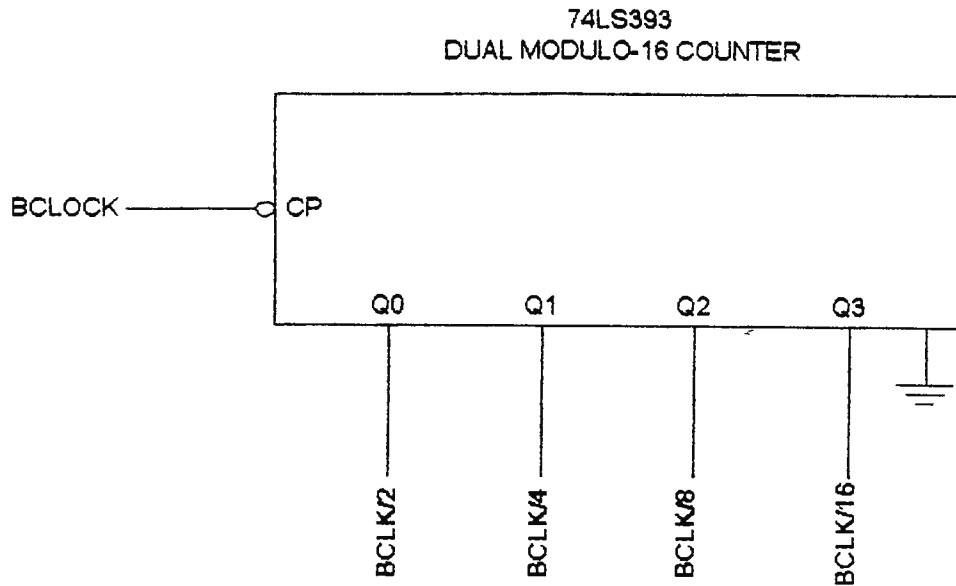 74LS393
DUAL MODULO-16 COUNTER
BCLOCK
CP
Q0
Q1
Q2
Q3
BCLK/2
BCLK/4
BCLK/8
BCLK/16